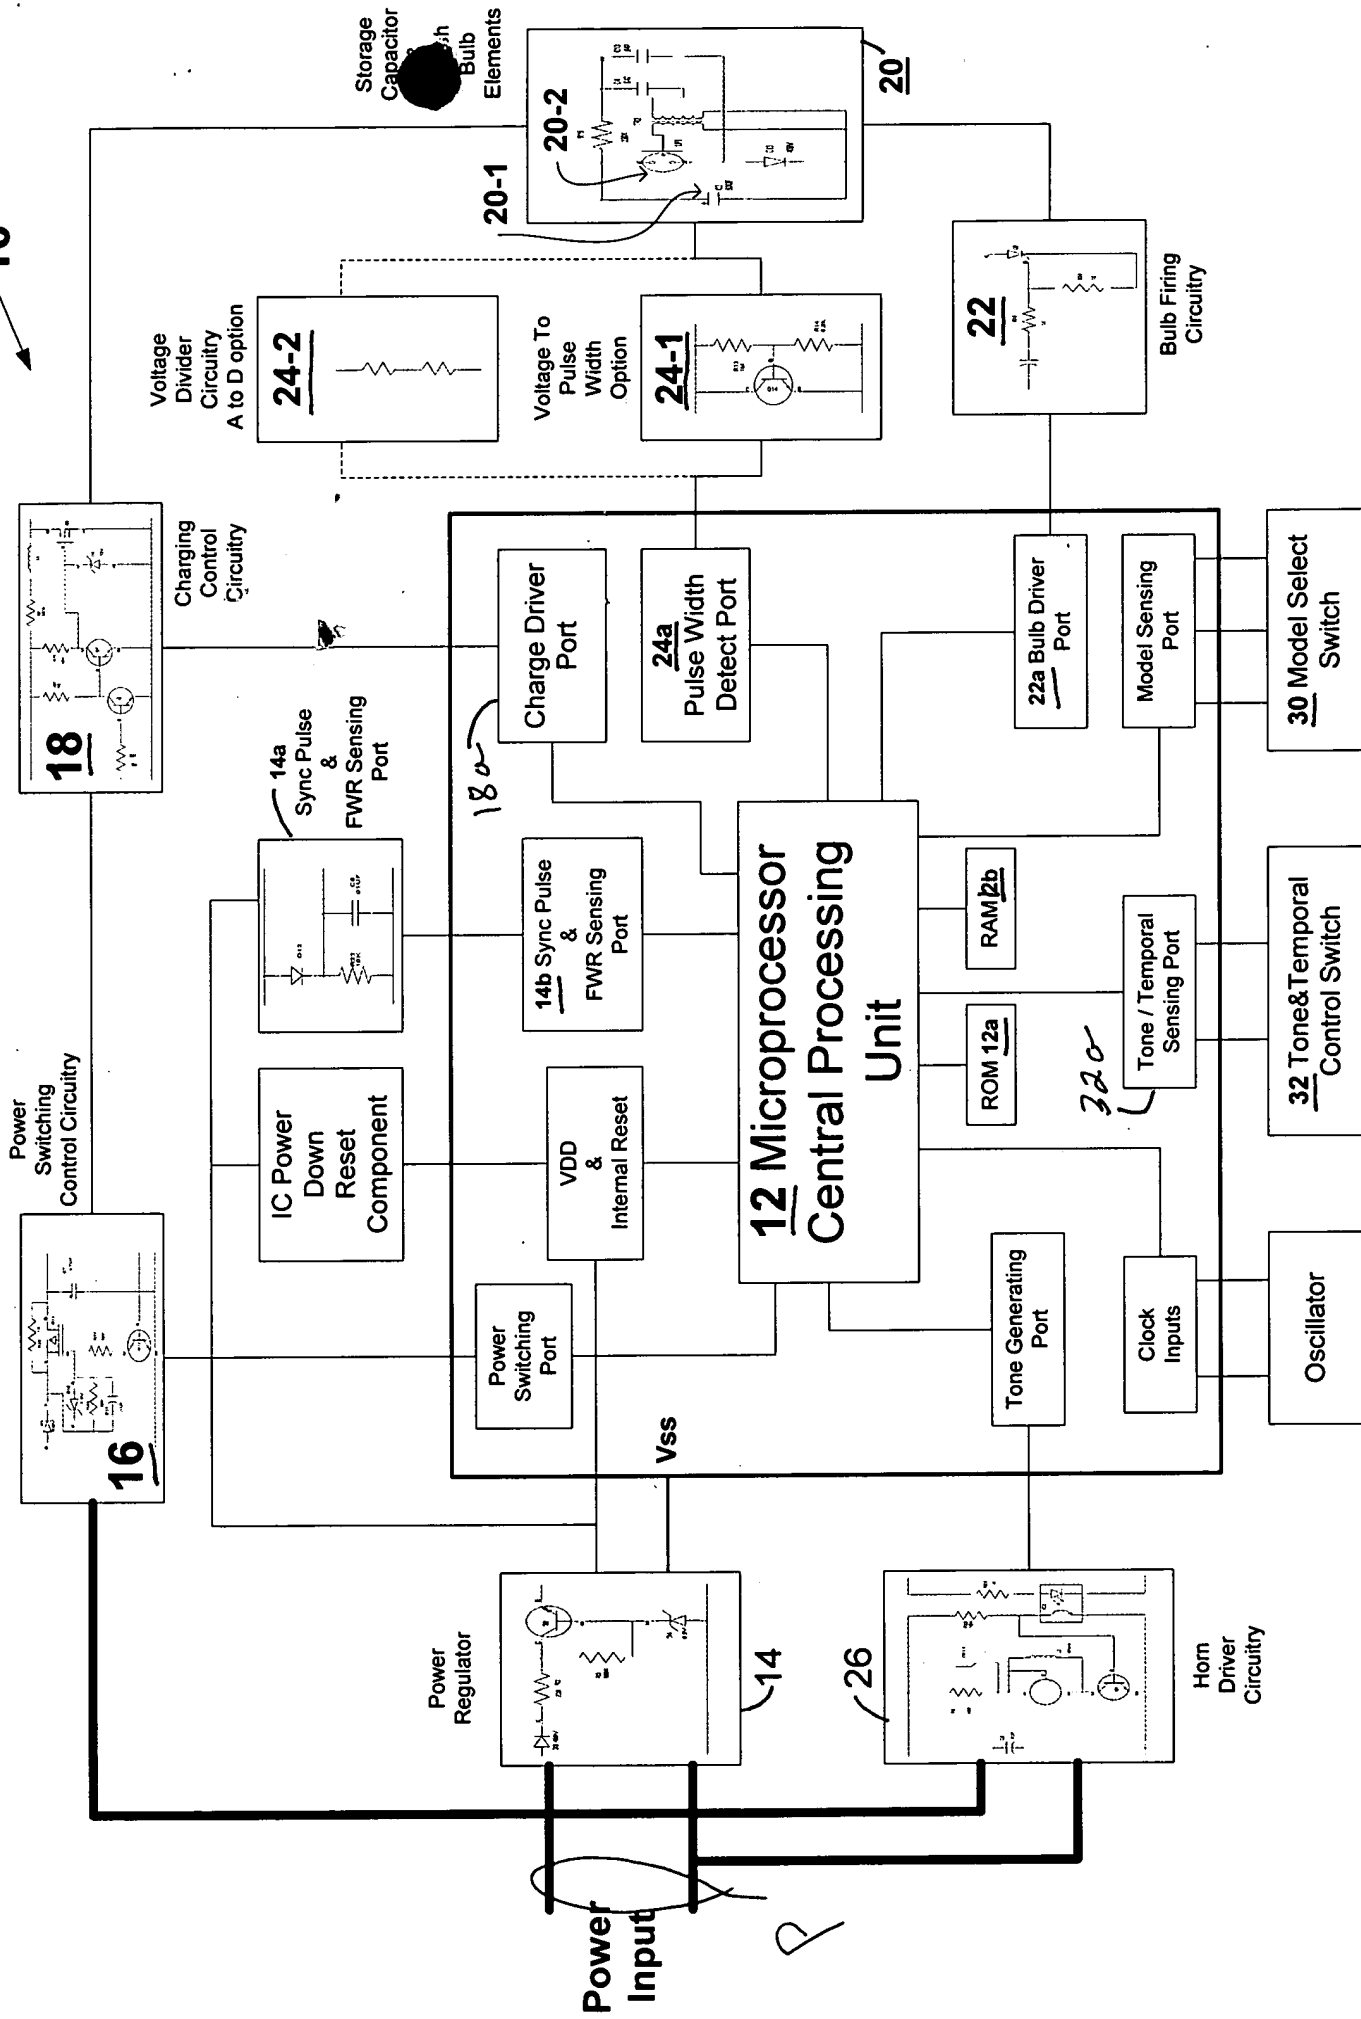 Power
Switching
Control Circuitry
16
18
Charging
Control
Circuitry
Storage
Capacitor
Bulb
Elements
20-2
20-1
20
Voltage
Divider
Circuitry
A to D option
24-2
Voltage To
Pulse
Width
Option
24-1
22
Bulb Firing
Circuitry
14a
Sync Pulse
&
FWR Sensing
Port
IC Power
Down
Reset
Component
Power
Regulator
14
Power
Input
P
26
Horn
Driver
Circuitry
Vss
Power
Switching
Port
VDD
&
Internal Reset
14b Sync Pulse
&
FWR Sensing
Port
18a
Charge Driver
Port
24a
Pulse Width
Detect Port
12 Microprocessor
Central Processing
Unit
ROM 12a
RAM 12b
22a Bulb Driver
Port
Tone Generating
Port
Clock
Inputs
32a
Tone / Temporal
Sensing Port
Model Sensing
Port
Oscillator
32 Tone&Temporal
Control Switch
30 Model Select
Switch